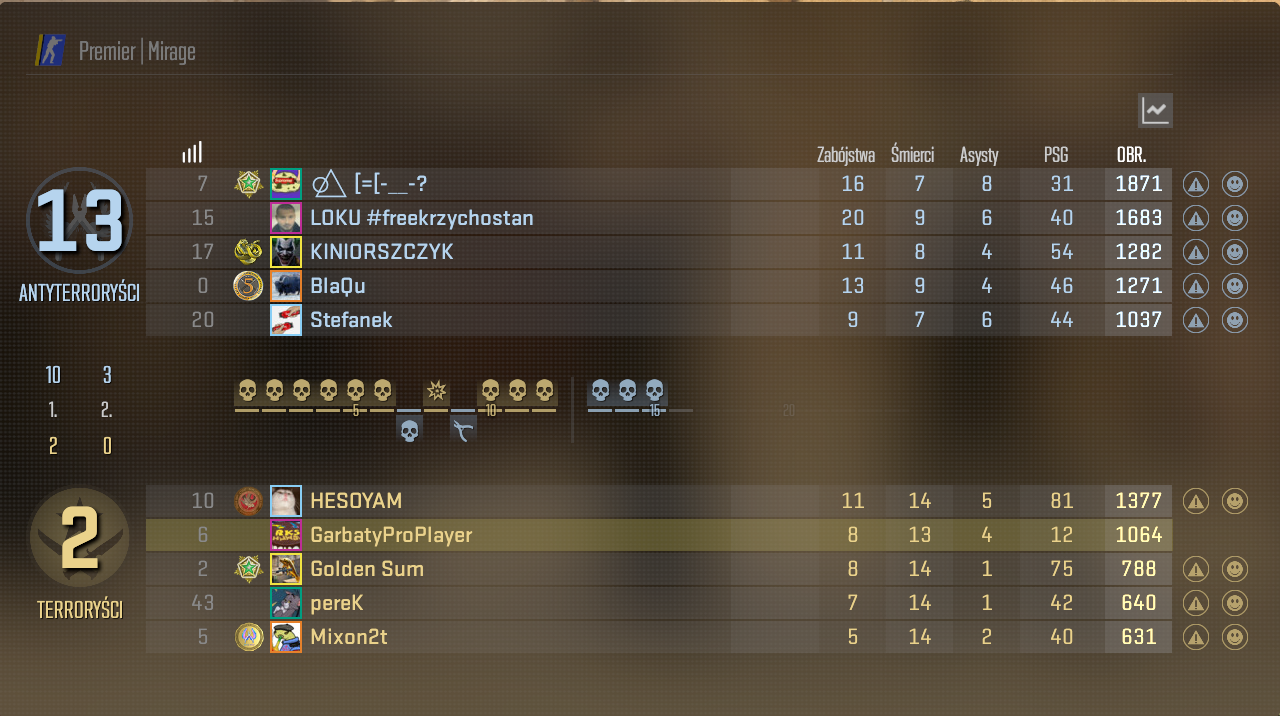 Premier | Mirage
Zabójstwa Śmierci Asysty PSG OBR.
13
ANTYTERRORYŚCI
7 [=[-__-? 16 7 8 31 1871
15 LOKU #freekrzychostan 20 9 6 40 1683
17 KINIORSZCZYK 11 8 4 54 1282
0 5 BlaQu 13 9 4 46 1271
20 Stefanek 9 7 6 44 1037
10 3
1. 2.
2 0
5 10 15 20
2
TERRORYŚCI
10 HESOYAM 11 14 5 81 1377
6 GarbatyProPlayer 8 13 4 12 1064
2 Golden Sum 8 14 1 75 788
43 pereK 7 14 1 42 640
5 Mixon2t 5 14 2 40 631